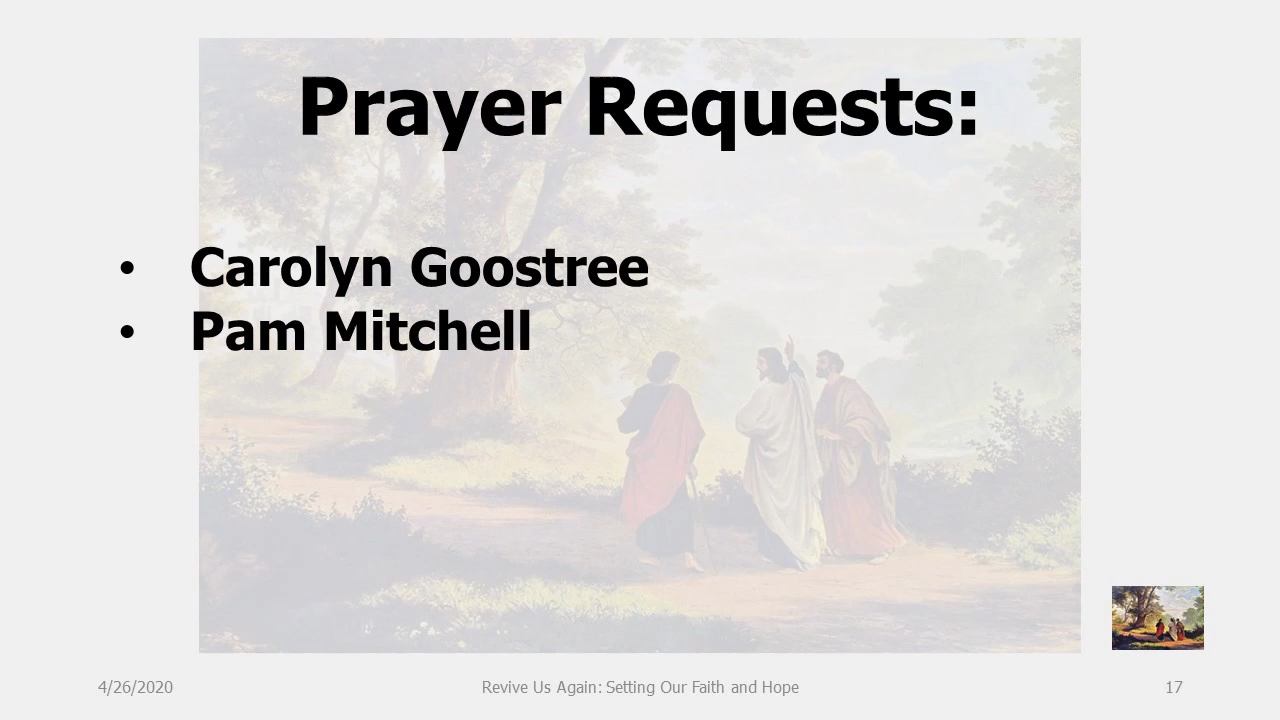 Prayer Requests:
• Carolyn Goostree
• Pam Mitchell
4/26/2020 Revive Us Again: Setting Our Faith and Hope 17